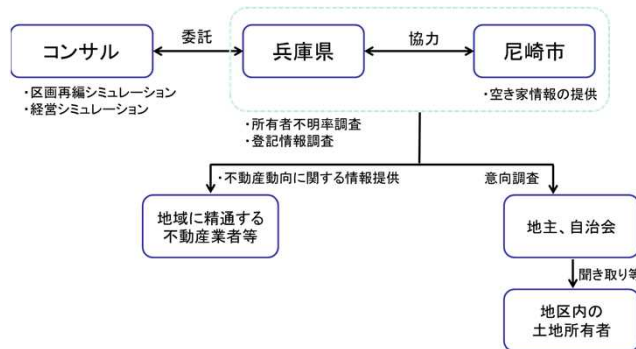 コンサル
委託
兵庫県
協力
尼崎市
・区画再編シミュレーション
・経営シミュレーション
・空き家情報の提供
・所有者不明率調査
・登記情報調査
・不動産動向に関する情報提供
意向調査
地域に精通する
不動産業者等
地主、自治会
聞き取り等
地区内の
土地所有者